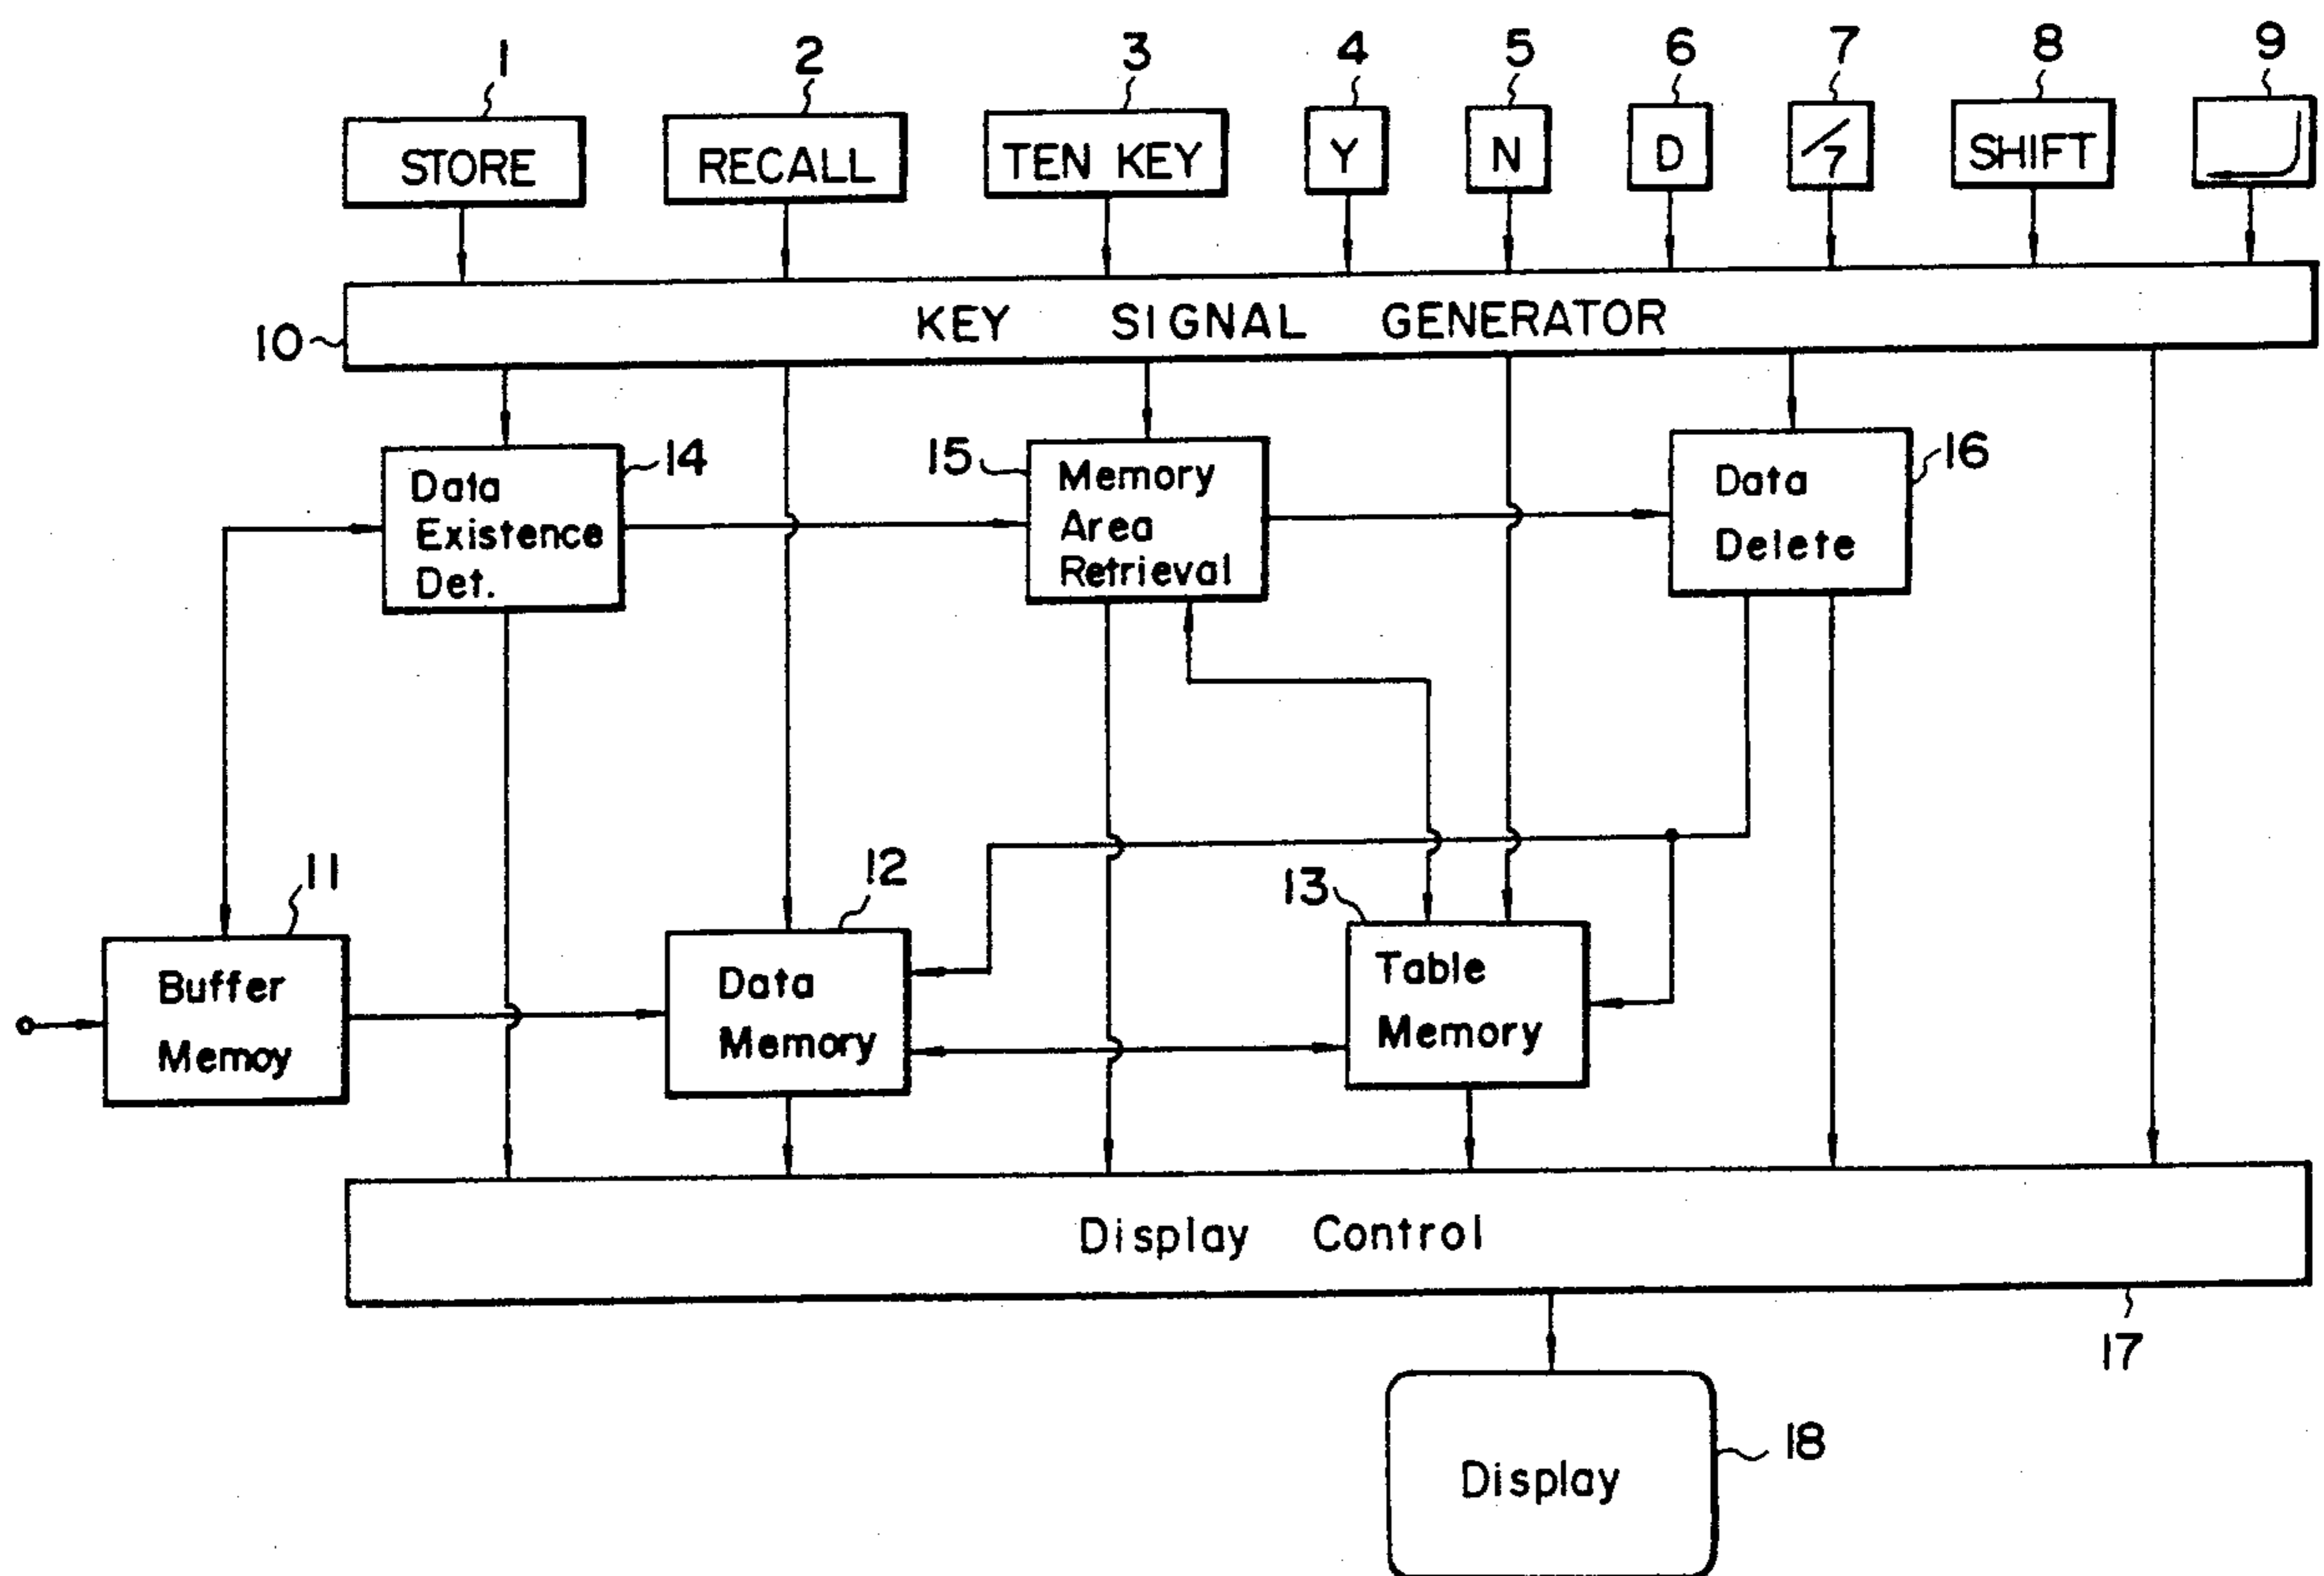 1 2 3 4 5 6 7 8 9
STORE RECALL TEN KEY Y N D / 7 SHIFT
10 KEY SIGNAL GENERATOR
14 15 16
Data
Existence
Det.
Memory
Area
Retrieval
Data
Delete
11 12 13
Buffer
Memoy
Data
Memory
Table
Memory
Display Control
17
Display
18